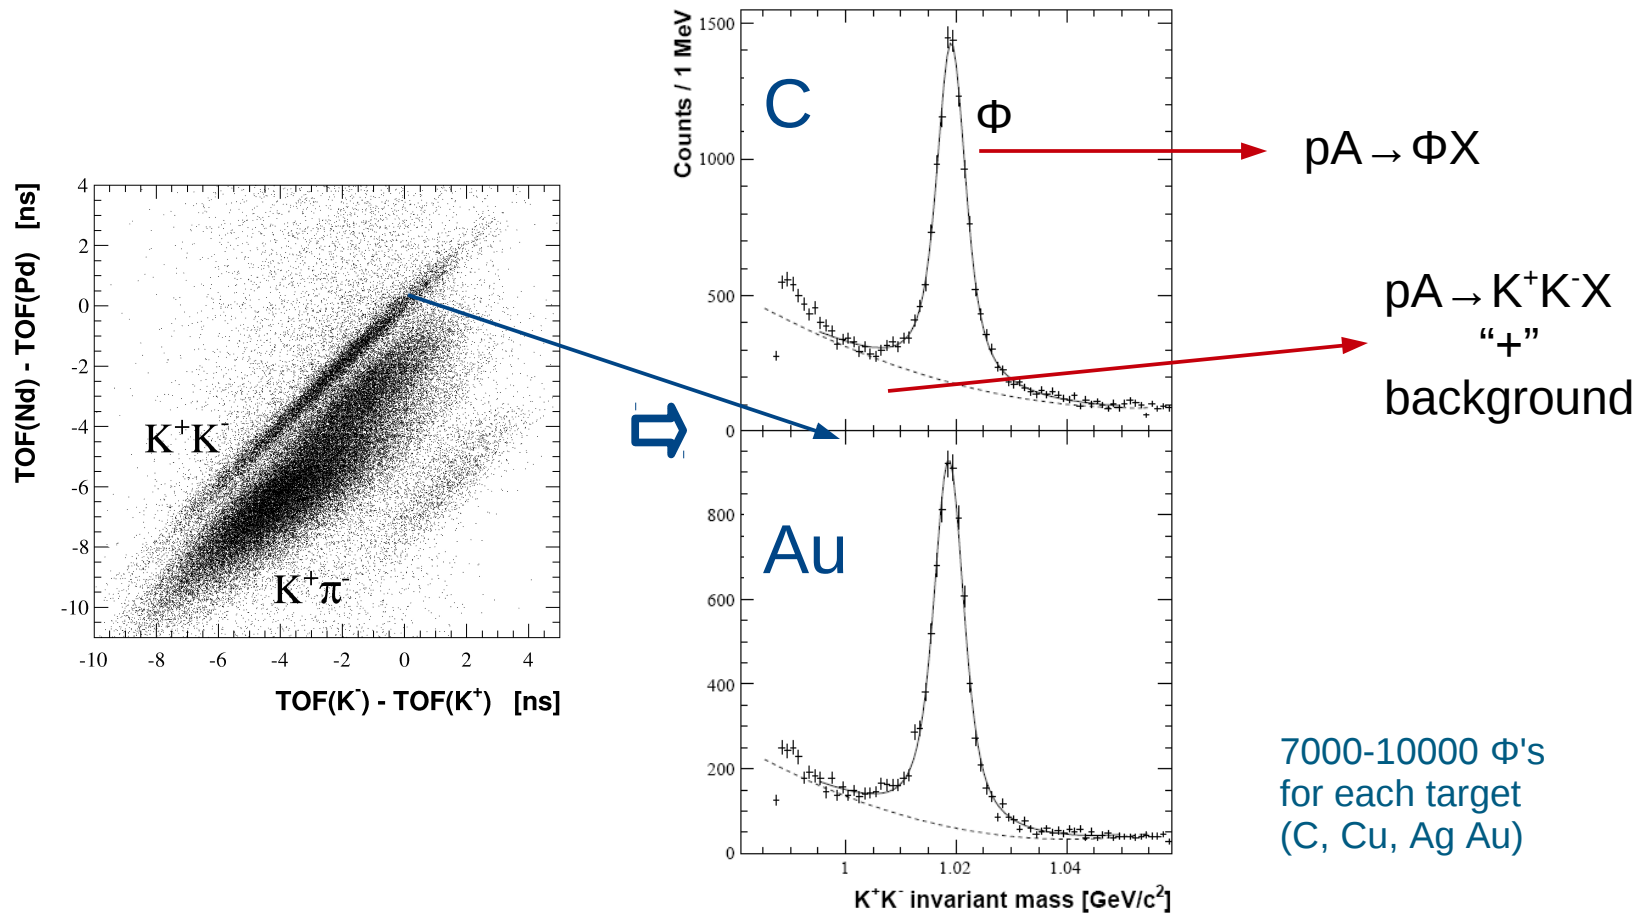 TOF(Nd) - TOF(Pd) [ns]
4
2
0
-2
-4
-6
-8
-10
K⁺K⁻
K⁺π⁻
-10 -8 -6 -4 -2 0 2 4
TOF(K⁻) - TOF(K⁺) [ns]
Counts / 1 MeV
1500
1000
500
0
C
Φ
800
600
400
200
0
Au
1 1.02 1.04
K⁺K⁻ invariant mass [GeV/c²]
pA→ΦX
pA→K⁺K⁻X
“+”
background
7000-10000 Φ's
for each target
(C, Cu, Ag Au)